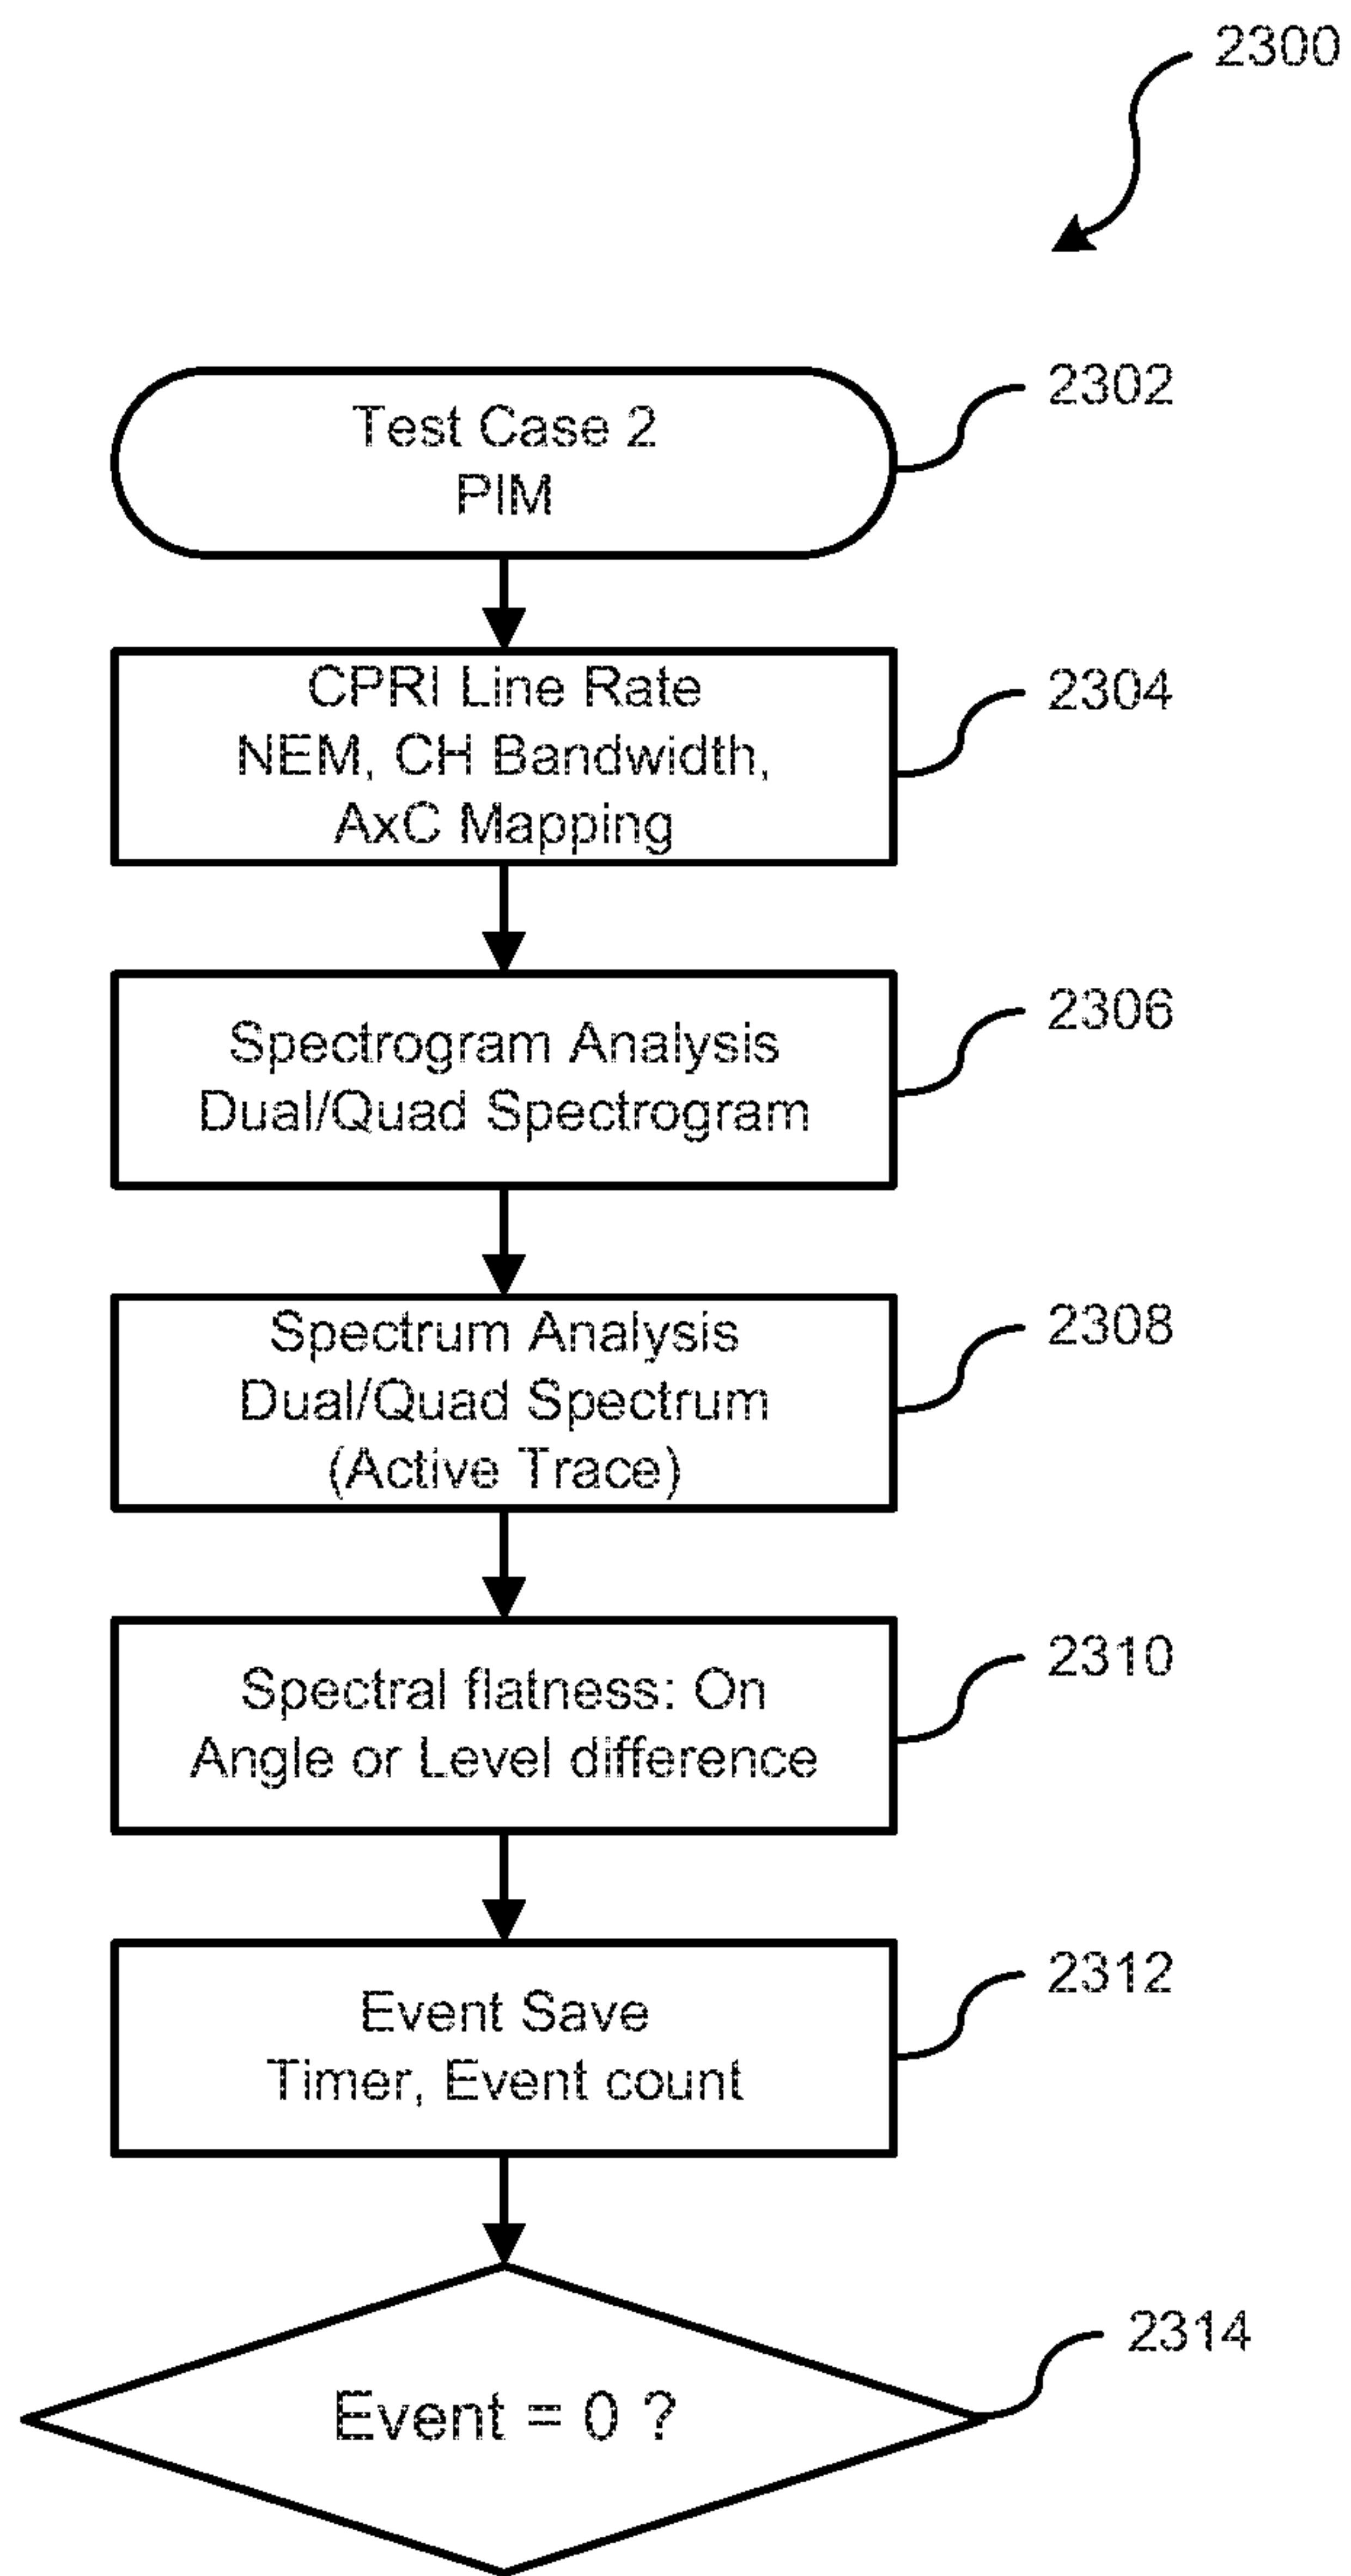 2300
Test Case 2
PIM
2302
CPRI Line Rate
NEM, CH Bandwidth,
AxC Mapping
2304
Spectrogram Analysis
Dual/Quad Spectrogram
2306
Spectrum Analysis
Dual/Quad Spectrum
(Active Trace)
2308
Spectral flatness: On
Angle or Level difference
2310
Event Save
Timer, Event count
2312
Event = 0 ?
2314